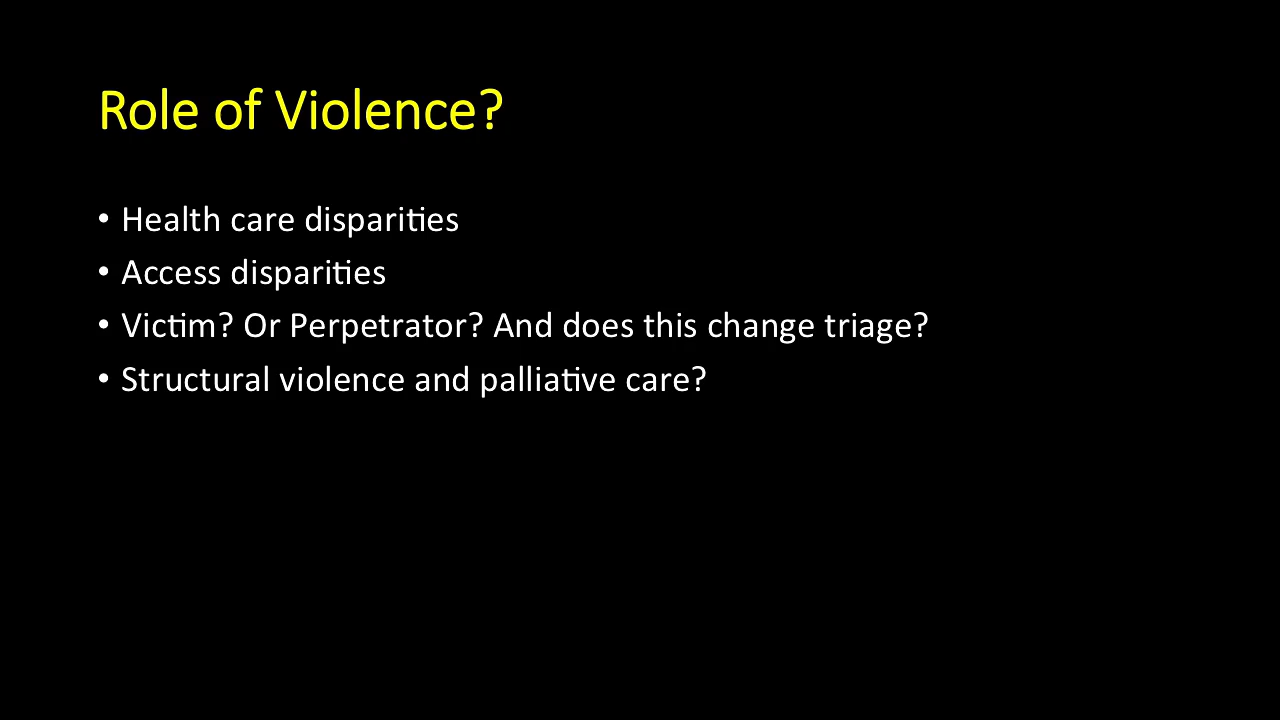 Role of Violence?
• Health care disparities
• Access disparities
• Victim? Or Perpetrator? And does this change triage?
• Structural violence and palliative care?